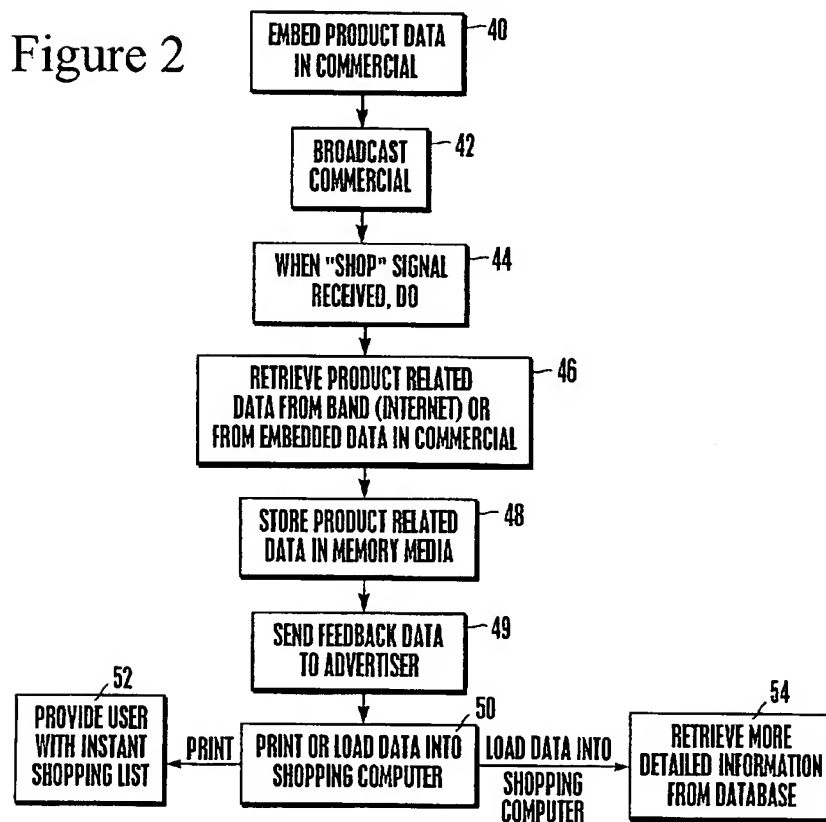 Figure 2
EMBED PRODUCT DATA
IN COMMERCIAL
40
BROADCAST
COMMERCIAL
42
WHEN "SHOP" SIGNAL
RECEIVED, DO
44
RETRIEVE PRODUCT RELATED
DATA FROM BAND (INTERNET) OR
FROM EMBEDDED DATA IN COMMERCIAL
46
STORE PRODUCT RELATED
DATA IN MEMORY MEDIA
48
SEND FEEDBACK DATA
TO ADVERTISER
49
52
PROVIDE USER
WITH INSTANT
SHOPPING LIST
PRINT
50
PRINT OR LOAD DATA INTO
SHOPPING COMPUTER
LOAD DATA INTO
SHOPPING
COMPUTER
54
RETRIEVE MORE
DETAILED INFORMATION
FROM DATABASE